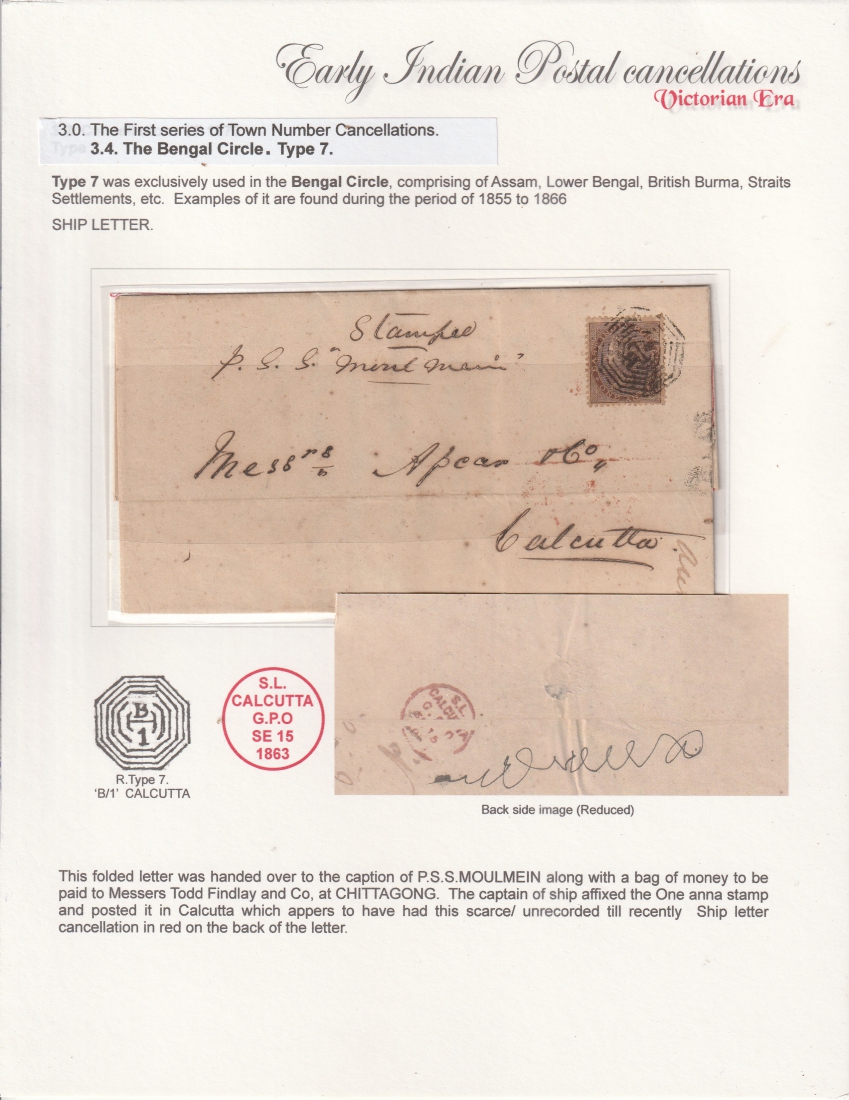 Early Indian Postal cancellations
Victorian Era
3.0. The First series of Town Number Cancellations.
3.4. The Bengal Circle. Type 7.
Type 7 was exclusively used in the Bengal Circle, comprising of Assam, Lower Bengal, British Burma, Straits
Settlements, etc. Examples of it are found during the period of 1855 to 1866
SHIP LETTER.
Stamped
P. S. S. "Moulmain"
Messrs Apcar & Co,
Calcutta
S.L.
CALCUTTA
B
1
S.L.
CALCUTTA
G.P.O
SE 15
1863
R.Type 7.
'B/1' CALCUTTA
Back side image (Reduced)
This folded letter was handed over to the caption of P.S.S.MOULMEIN along with a bag of money to be
paid to Messers Todd Findlay and Co, at CHITTAGONG. The captain of ship affixed the One anna stamp
and posted it in Calcutta which appers to have had this scarce/ unrecorded till recently Ship letter
cancellation in red on the back of the letter.